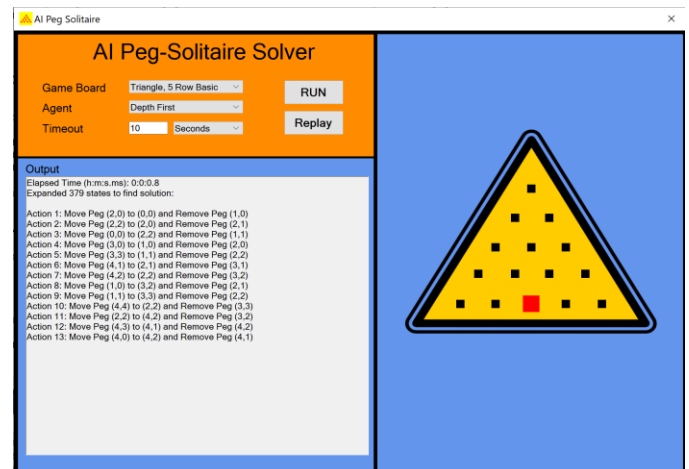 AI Peg Solitaire
AI Peg-Solitaire Solver
Game Board Triangle, 5 Row Basic RUN
Agent Depth First
Timeout 10 Seconds Replay
Output
Elapsed Time (h:m:s.ms): 0:0:0.8
Expanded 379 states to find solution:
Action 1: Move Peg (2,0) to (0,0) and Remove Peg (1,0)
Action 2: Move Peg (2,2) to (2,0) and Remove Peg (2,1)
Action 3: Move Peg (0,0) to (2,2) and Remove Peg (1,1)
Action 4: Move Peg (3,0) to (1,0) and Remove Peg (2,0)
Action 5: Move Peg (3,3) to (1,1) and Remove Peg (2,2)
Action 6: Move Peg (4,1) to (2,1) and Remove Peg (3,1)
Action 7: Move Peg (4,2) to (2,2) and Remove Peg (3,2)
Action 8: Move Peg (1,0) to (3,2) and Remove Peg (2,1)
Action 9: Move Peg (1,1) to (3,3) and Remove Peg (2,2)
Action 10: Move Peg (4,4) to (2,2) and Remove Peg (3,3)
Action 11: Move Peg (2,2) to (4,2) and Remove Peg (3,2)
Action 12: Move Peg (4,3) to (4,1) and Remove Peg (4,2)
Action 13: Move Peg (4,0) to (4,2) and Remove Peg (4,1)